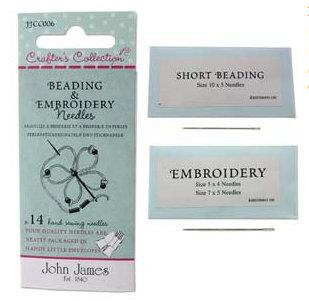 JJCC006
Crafter's Collection
BEADING
& EMBROIDERY
Needles
x 14 hand sewing needles
FOUR QUALITY NEEDLES ARE
NEATLY PACKAGED IN
HANDY LITTLE ENVELOPES
John James
Est 1840
SHORT BEADING
Size 10 x 5 Needles
EMBROIDERY
Size 5 x 4 Needles
Size 7 x 5 Needles